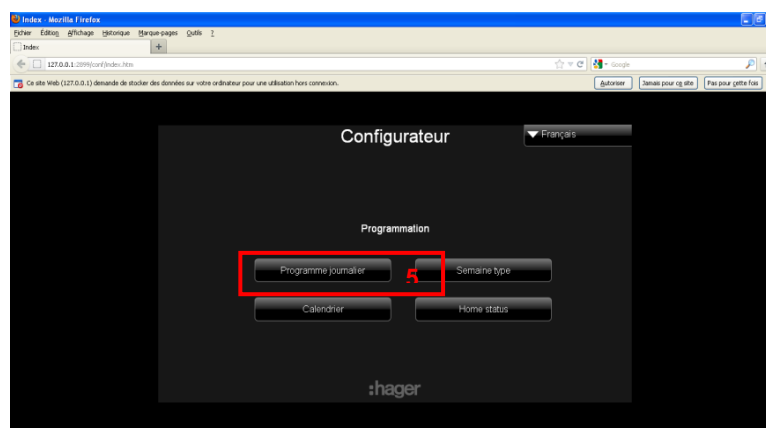 Index - Mozilla Firefox
Fichier Édition Affichage Historique Marque-pages Outils ?
Index +
127.0.0.1:2899/conf/index.htm Google
Ce site Web (127.0.0.1) demande de stocker des données sur votre ordinateur pour une utilisation hors connexion. Autoriser Jamais pour ce site Pas pour cette fois
Configurateur Français
Programmation
Programme journalier 5 Semaine type
Calendrier Home status
:hager